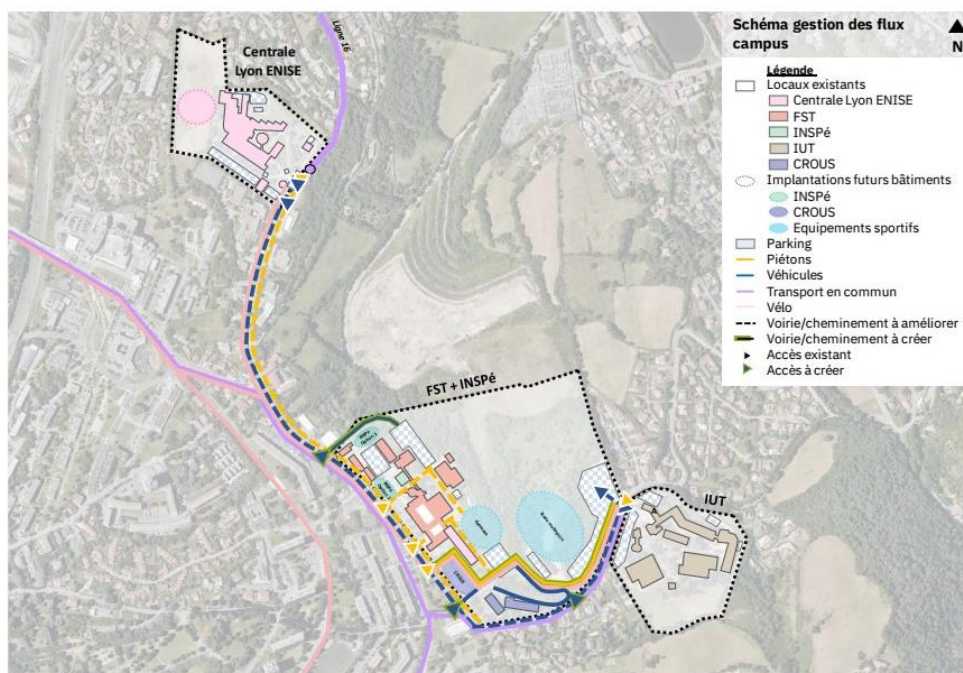 Schéma gestion des flux
campus
N
Légende
Locaux existants
Centrale Lyon ENISE
FST
INSPé
IUT
CROUS
Implantations futurs bâtiments
INSPé
CROUS
Equipements sportifs
Parking
Piétons
Véhicules
Transport en commun
Vélo
Voirie/cheminement à améliorer
Voirie/cheminement à créer
Accès existant
Accès à créer
Ligne 16
Centrale
Lyon ENISE
FST + INSPé
IUT